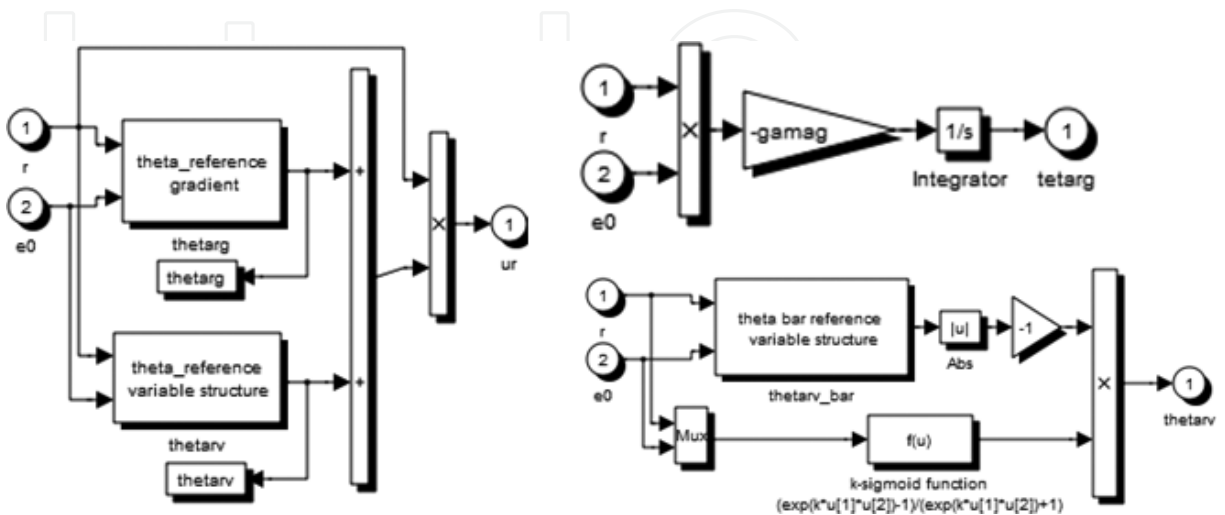 1
r
2
e0
theta_reference
gradient
thetarg
thetarg
theta_reference
variable structure
thetarv
thetarv
+
+
×
1
ur
1
r
2
e0
×
-gamag
1/s
Integrator
1
tetarg
1
r
2
e0
theta bar reference
variable structure
thetarv_bar
|u|
Abs
-1
Mux
f(u)
k-sigmoid function
(exp(k*u[1]*u[2])-1)/(exp(k*u[1]*u[2])+1)
×
1
thetarv